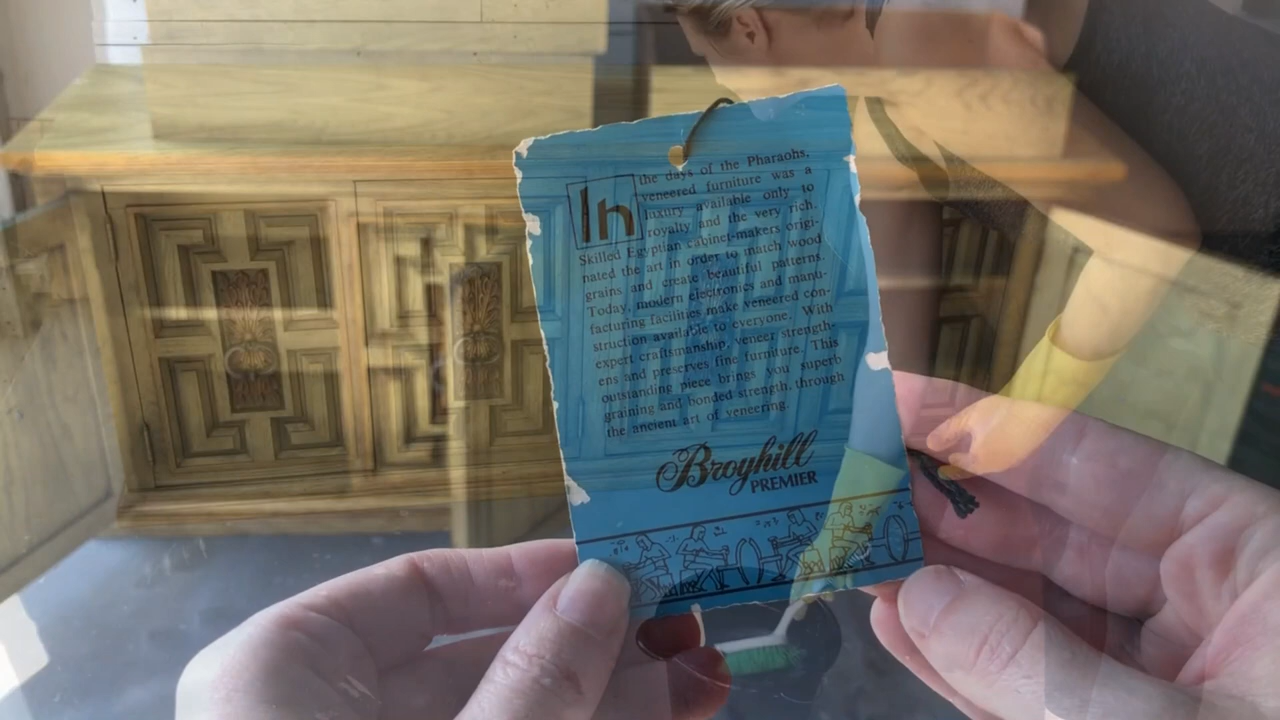 In the days of the Pharaohs,
veneered furniture was a
luxury available only to
royalty and the very rich.
Skilled Egyptian cabinet-makers origi-
nated the art in order to match wood
grains and create beautiful patterns.
Today, modern electronics and manu-
facturing facilities make veneered con-
struction available to everyone. With
expert craftsmanship, veneer strength-
ens and preserves fine furniture. This
outstanding piece brings you superb
graining and bonded strength, through
the ancient art of veneering.
Broyhill
PREMIER